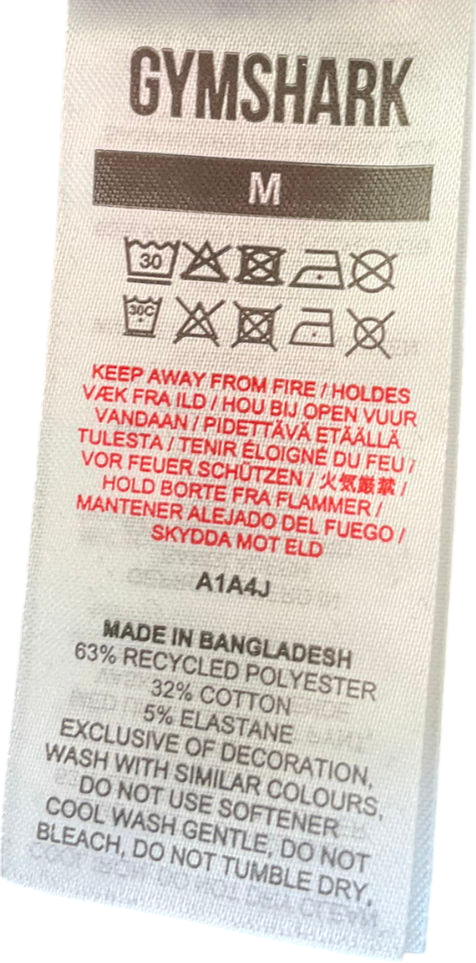 GYMSHARK
M
30
30C
KEEP AWAY FROM FIRE / HOLDES
VÆK FRA ILD / HOU BIJ OPEN VUUR
VANDAAN / PIDETTÄVÄ ETÄÄLLÄ
TULESTA / TENIR ÉLOIGNÉ DU FEU /
VOR FEUER SCHÜTZEN / 火気厳禁 /
HOLD BORTE FRA FLAMMER /
MANTENER ALEJADO DEL FUEGO /
SKYDDA MOT ELD
A1A4J
MADE IN BANGLADESH
63% RECYCLED POLYESTER
32% COTTON
5% ELASTANE
EXCLUSIVE OF DECORATION,
WASH WITH SIMILAR COLOURS,
DO NOT USE SOFTENER
COOL WASH GENTLE, DO NOT
BLEACH, DO NOT TUMBLE DRY,